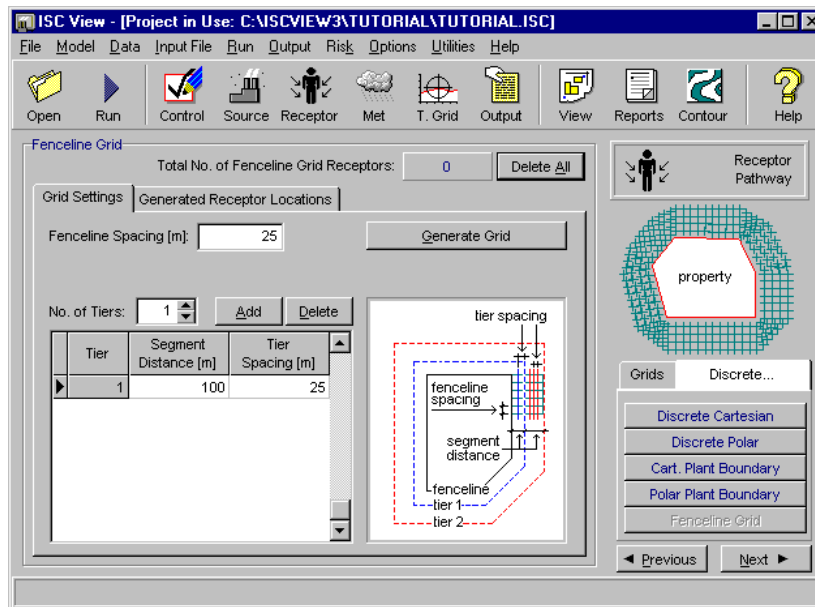 ISC View - [Project in Use: C:\ISCVIEW3\TUTORIAL\TUTORIAL.ISC]
File Model Data Input File Run Output Risk Options Utilities Help
Open Run Control Source Receptor Met T. Grid Output View Reports Contour Help
Fenceline Grid
Total No. of Fenceline Grid Receptors: 0 Delete All
Grid Settings Generated Receptor Locations
Fenceline Spacing [m]: 25 Generate Grid
No. of Tiers: 1 Add Delete
Tier Segment Distance [m] Tier Spacing [m]
1 100 25
tier spacing
fenceline
spacing
segment
distance
fenceline
tier 1
tier 2
Receptor
Pathway
property
Grids Discrete...
Discrete Cartesian
Discrete Polar
Cart. Plant Boundary
Polar Plant Boundary
Fenceline Grid
Previous Next